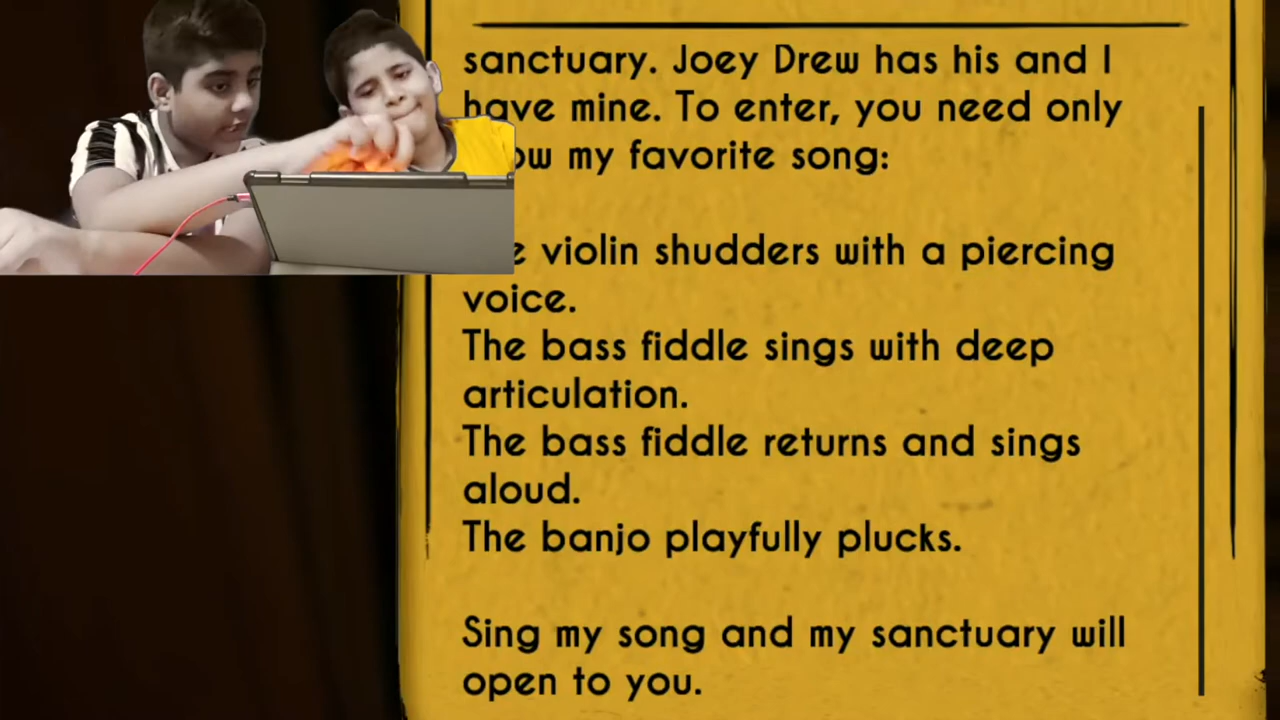 sanctuary. Joey Drew has his and I
have mine. To enter, you need only
my favorite song:
violin shudders with a piercing
voice.
The bass fiddle sings with deep
articulation.
The bass fiddle returns and sings
aloud.
The banjo playfully plucks.
Sing my song and my sanctuary will
open to you.